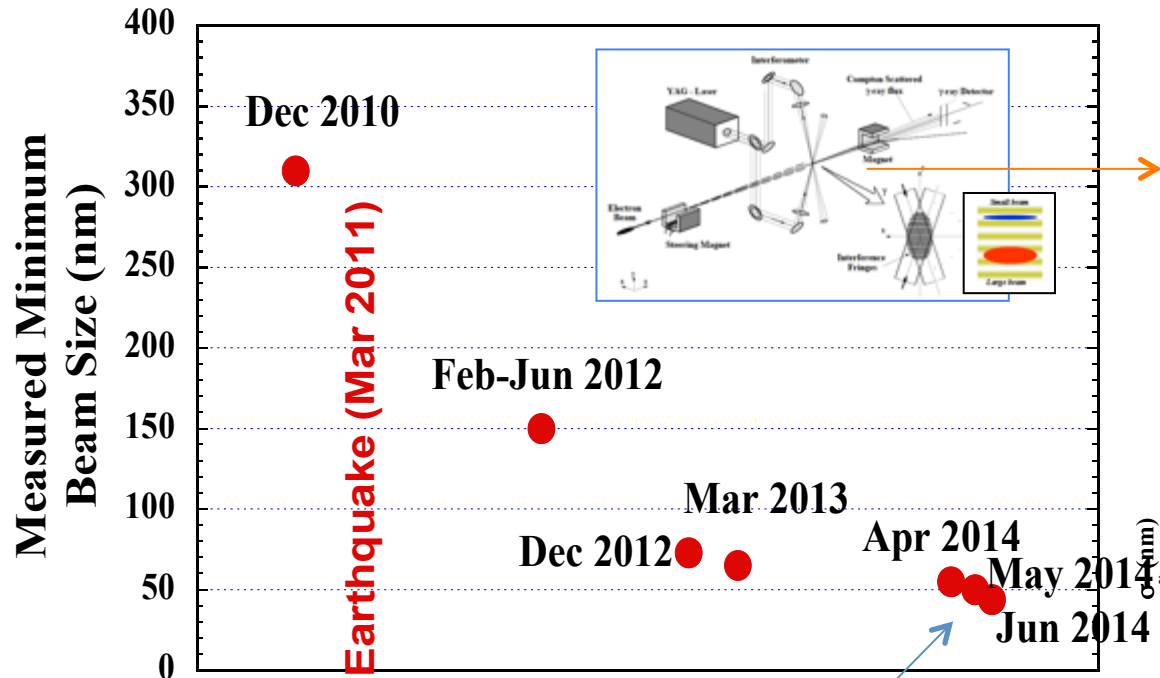 400
350
300
250
200
150
100
50
0
Measured Minimum
Beam Size (nm)
Dec 2010
Earthquake (Mar 2011)
Feb-Jun 2012
Dec 2012
Mar 2013
Apr 2014
May 2014
Jun 2014
Interferometer
YAG - Laser
Compton Scattered
γ-ray flux
γ-ray Detector
Magnet
Electron
Beam
Steering Magnet
Interference
Fringes
Small beam
Large beam